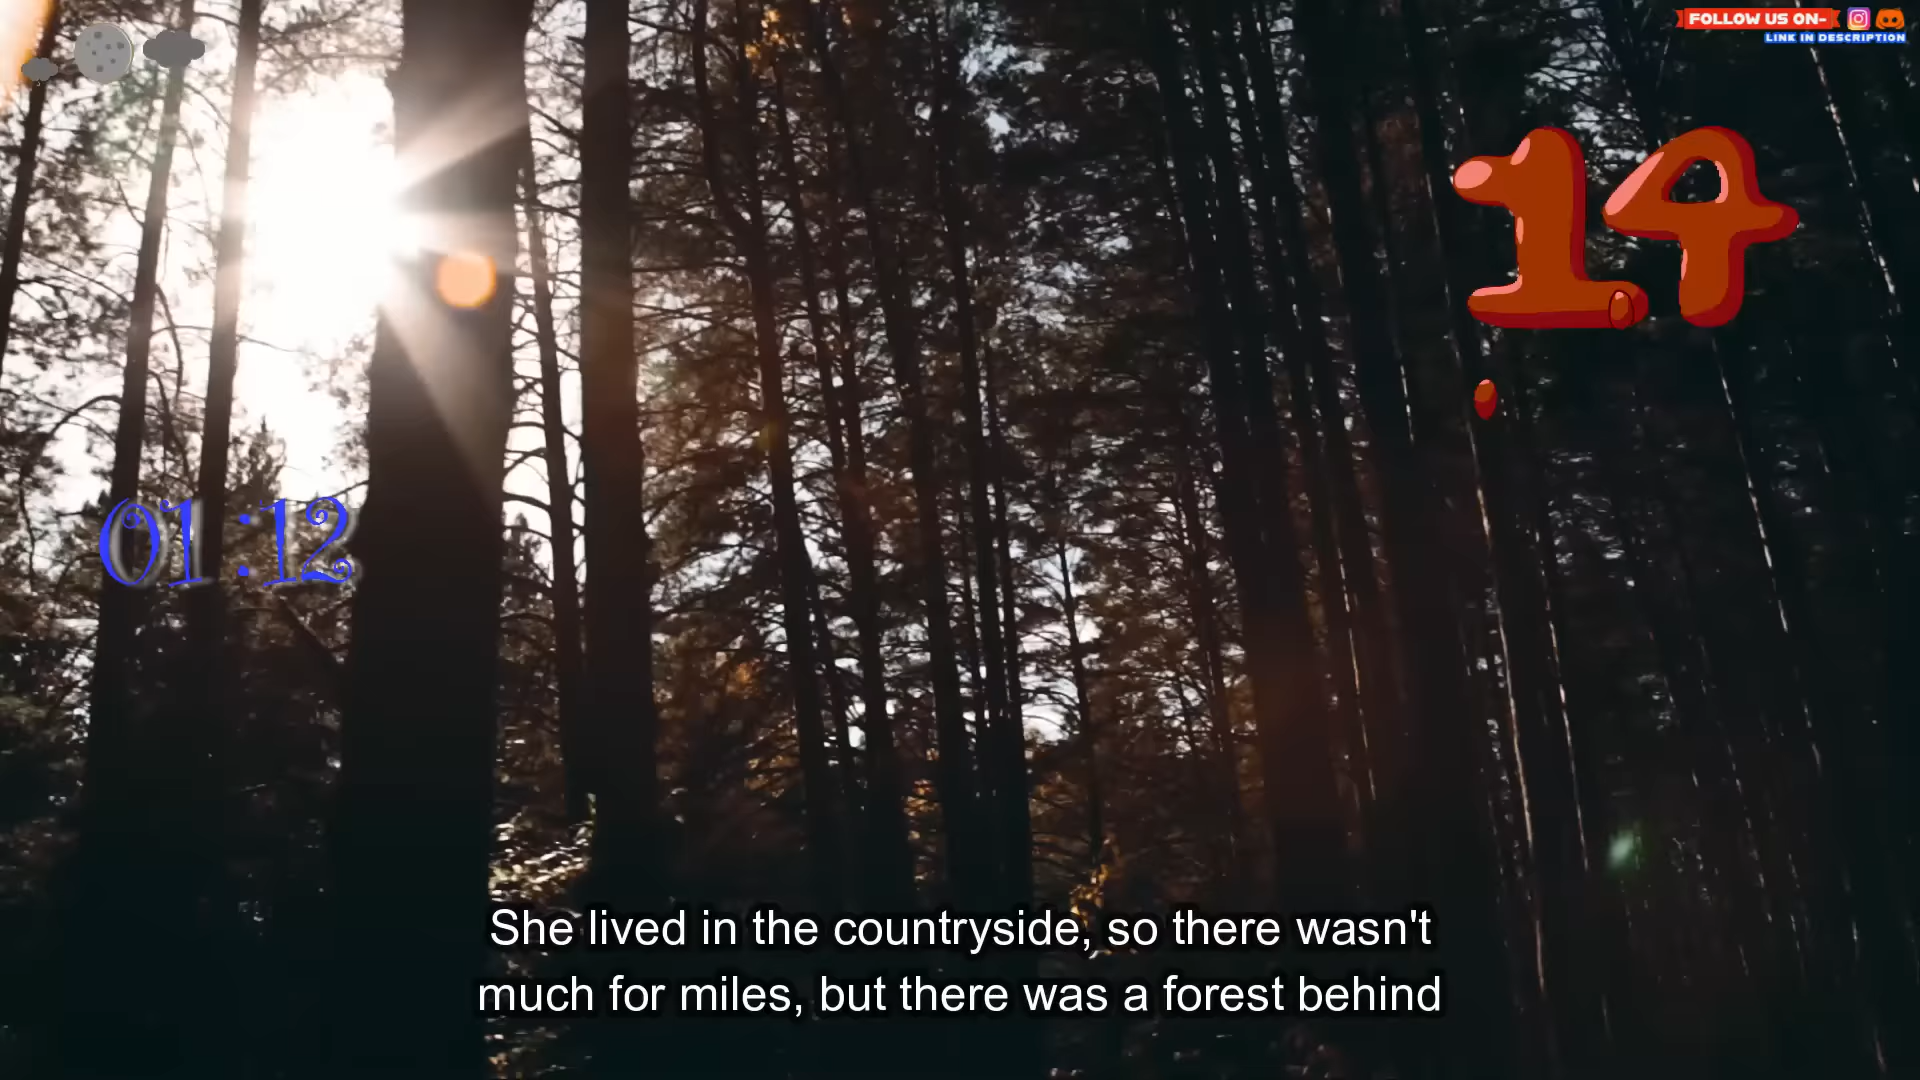 FOLLOW US ON-
LINK IN DESCRIPTION
14
01:12
She lived in the countryside, so there wasn't
much for miles, but there was a forest behind